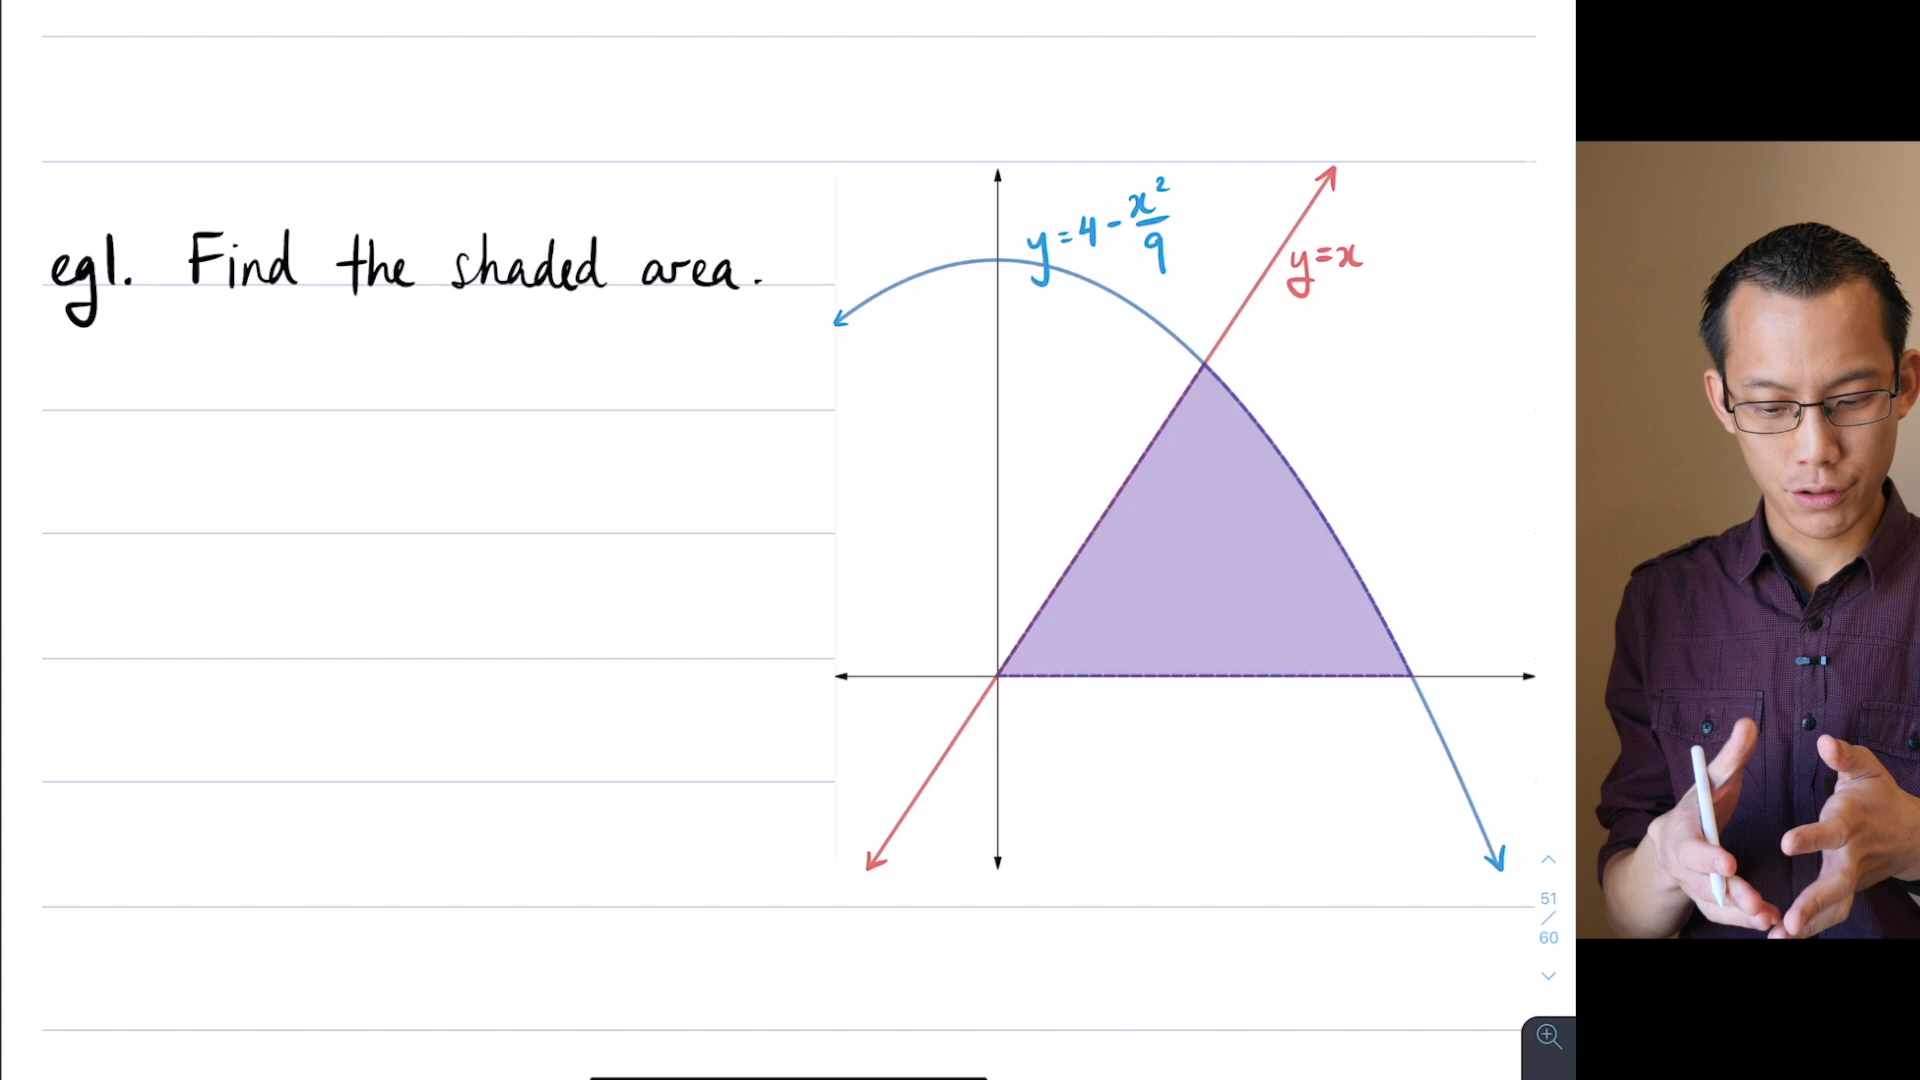 eg1. Find the shaded area.
y=4-x²/9
y=x
51
/
60